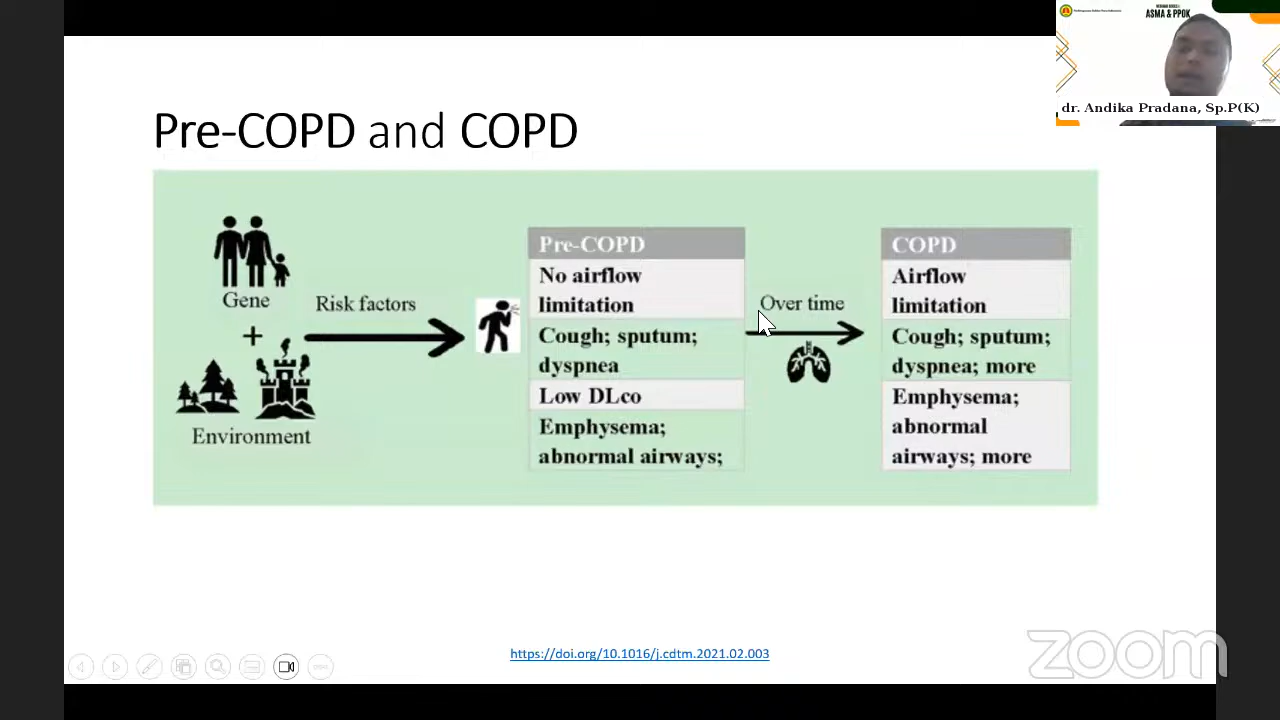 ASMA & PPOK
dr. Andika Pradana, Sp.P(K)
Pre-COPD and COPD
Gene
+
Environment
Risk factors
Pre-COPD
No airflow
limitation
Cough; sputum;
dyspnea
Low DLco
Emphysema;
abnormal airways;
Over time
COPD
Airflow
limitation
Cough; sputum;
dyspnea; more
Emphysema;
abnormal
airways; more
https://doi.org/10.1016/j.cdtm.2021.02.003
zoom